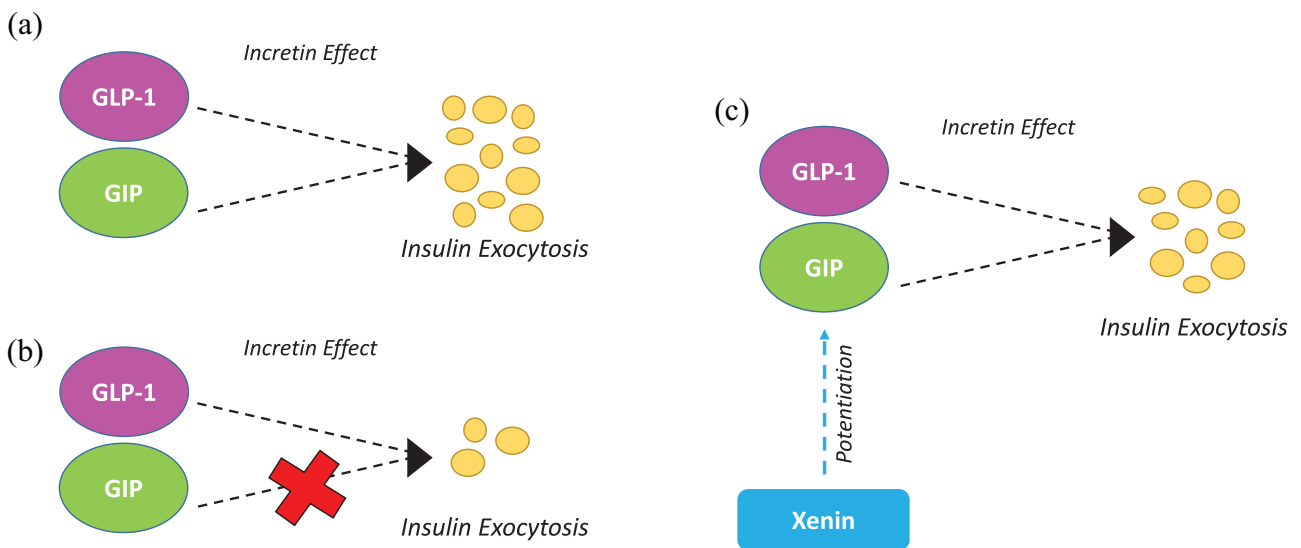 (a)
Incretin Effect
GLP-1
GIP
Insulin Exocytosis
(b)
Incretin Effect
GLP-1
GIP
Insulin Exocytosis
(c)
Incretin Effect
GLP-1
GIP
Insulin Exocytosis
Potentiation
Xenin